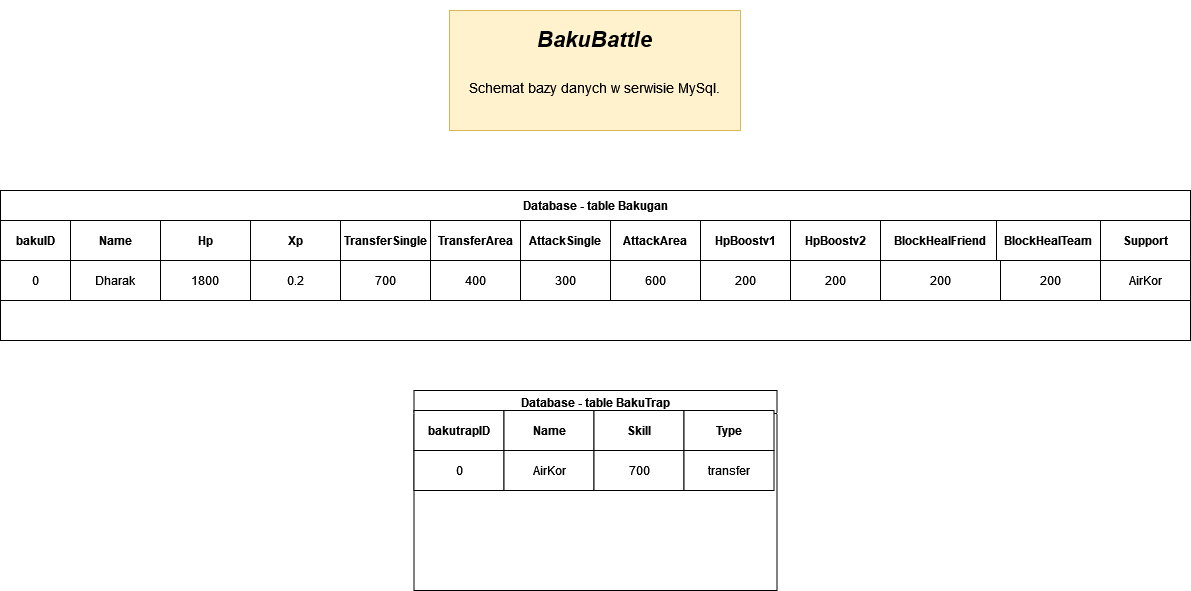 BakuBattle
Schemat bazy danych w serwisie MySql.
Database - table Bakugan
bakuID Name Hp Xp TransferSingle TransferArea AttackSingle AttackArea HpBoostv1 HpBoostv2 BlockHealFriend BlockHealTeam Support
0 Dharak 1800 0.2 700 400 300 600 200 200 200 200 AirKor
Database - table BakuTrap
bakutrapID Name Skill Type
0 AirKor 700 transfer